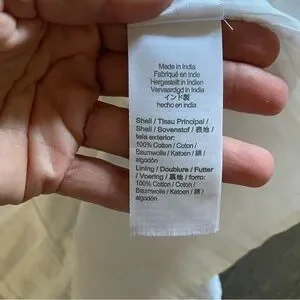 Made in India
Fabriqué en Inde
Hergestellt in Indien
Vervaardigd in India
インド製
hecho en india
Shell / Tissu Principal /
Shell / Bovenstof / 表地 /
tela exterior:
100% Cotton / Coton /
Baumwolle / Katoen / 綿 /
algodón
Lining / Doublure / Futter
/ Voering / 裏地 / forro:
100% Cotton / Coton /
Baumwolle / Katoen / 綿 /
algodón